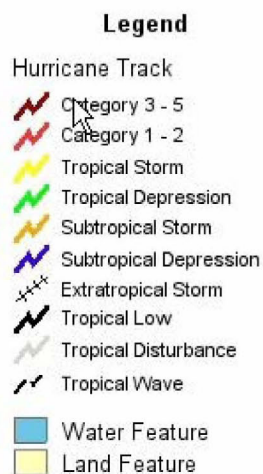 Legend
Hurricane Track
Category 3 - 5
Category 1 - 2
Tropical Storm
Tropical Depression
Subtropical Storm
Subtropical Depression
Extratropical Storm
Tropical Low
Tropical Disturbance
Tropical Wave
Water Feature
Land Feature